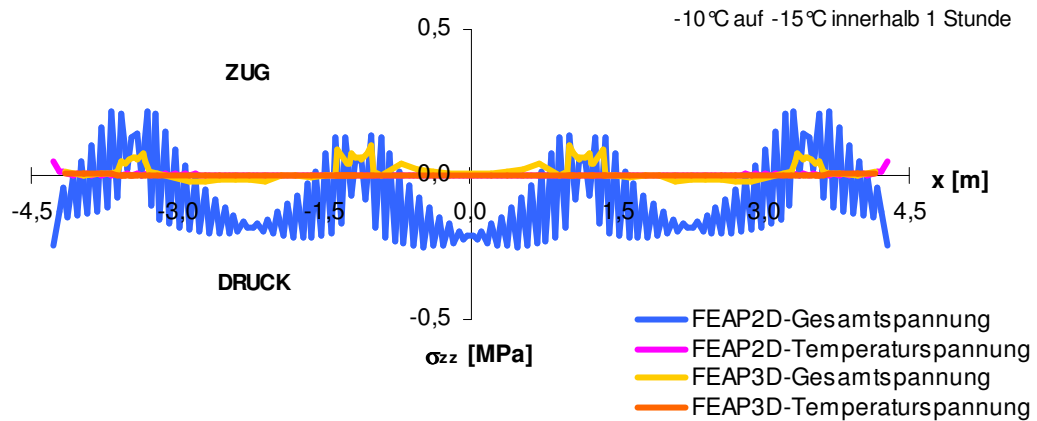 -10°C auf -15°C innerhalb 1 Stunde
0,5
ZUG
0,0
x [m]
-4,5 -3,0 -1,5 0,0 1,5 3,0 4,5
DRUCK
-0,5
σzz [MPa]
FEAP2D-Gesamtspannung
FEAP2D-Temperaturspannung
FEAP3D-Gesamtspannung
FEAP3D-Temperaturspannung